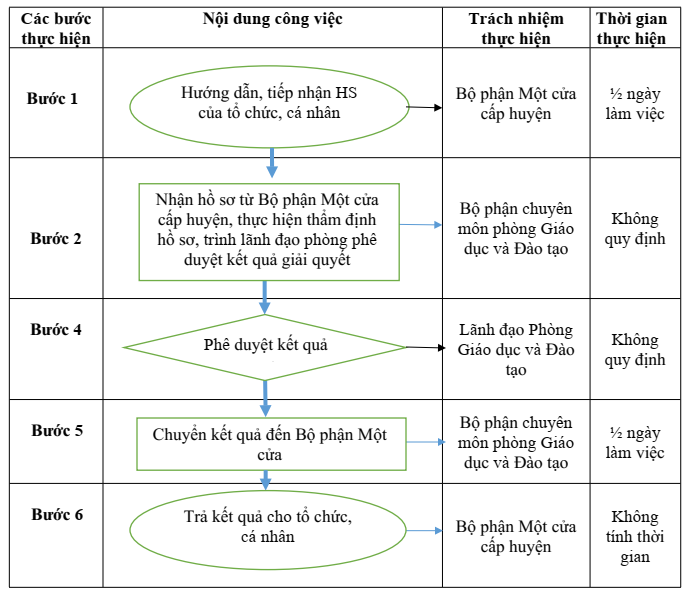 Các bước
thực hiện
Nội dung công việc
Trách nhiệm
thực hiện
Thời gian
thực hiện
Bước 1
Hướng dẫn, tiếp nhận HS
của tổ chức, cá nhân
Bộ phận Một cửa
cấp huyện
½ ngày
làm việc
Bước 2
Nhận hồ sơ từ Bộ phận Một cửa
cấp huyện, thực hiện thẩm định
hồ sơ, trình lãnh đạo phòng phê
duyệt kết quả giải quyết
Bộ phận chuyên
môn phòng Giáo
dục và Đào tạo
Không
quy định
Bước 4
Phê duyệt kết quả
Lãnh đạo Phòng
Giáo dục và Đào
tạo
Không
quy định
Bước 5
Chuyển kết quả đến Bộ phận Một
cửa
Bộ phận chuyên
môn phòng Giáo
dục và Đào tạo
½ ngày
làm việc
Bước 6
Trả kết quả cho tổ chức,
cá nhân
Bộ phận Một cửa
cấp huyện
Không
tính thời
gian